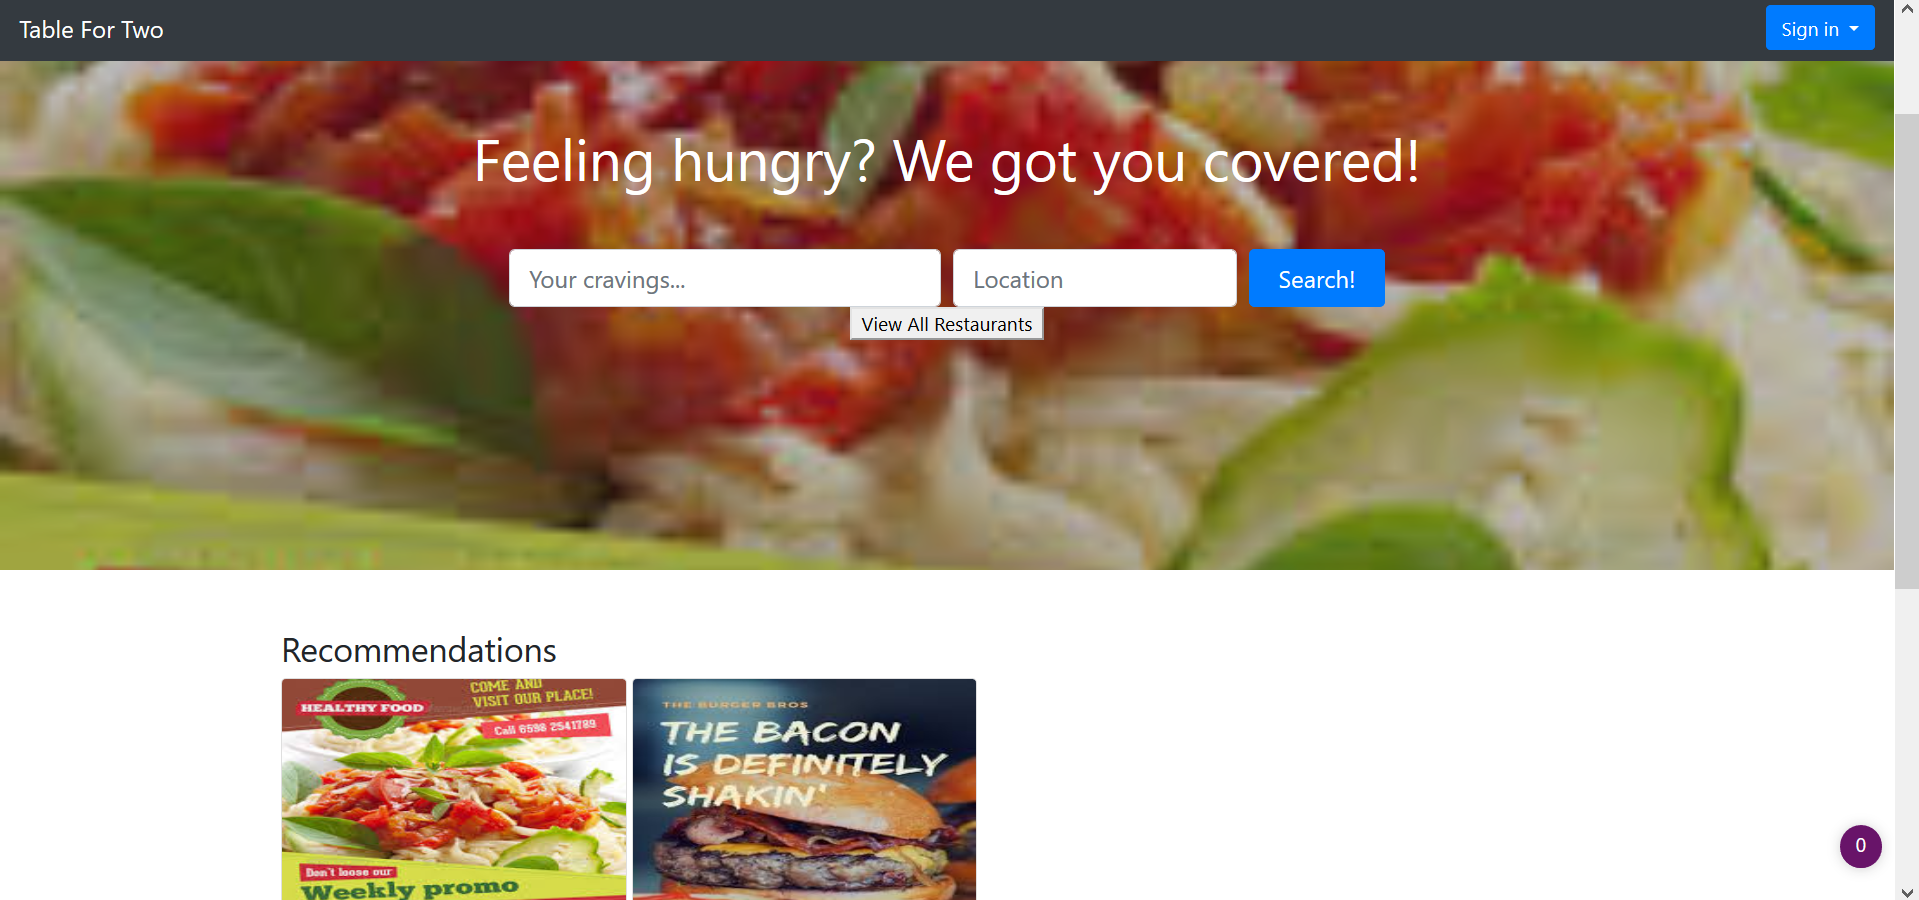 Table For Two
Sign in
Feeling hungry? We got you covered!
Your cravings...
Location
Search!
View All Restaurants
Recommendations
HEALTHY FOOD
COME AND
VISIT OUR PLACE!
Call 6598 2541789
Don't loose our
Weekly promo
THE BURGER BROS
THE BACON
IS DEFINITELY
SHAKIN'
0